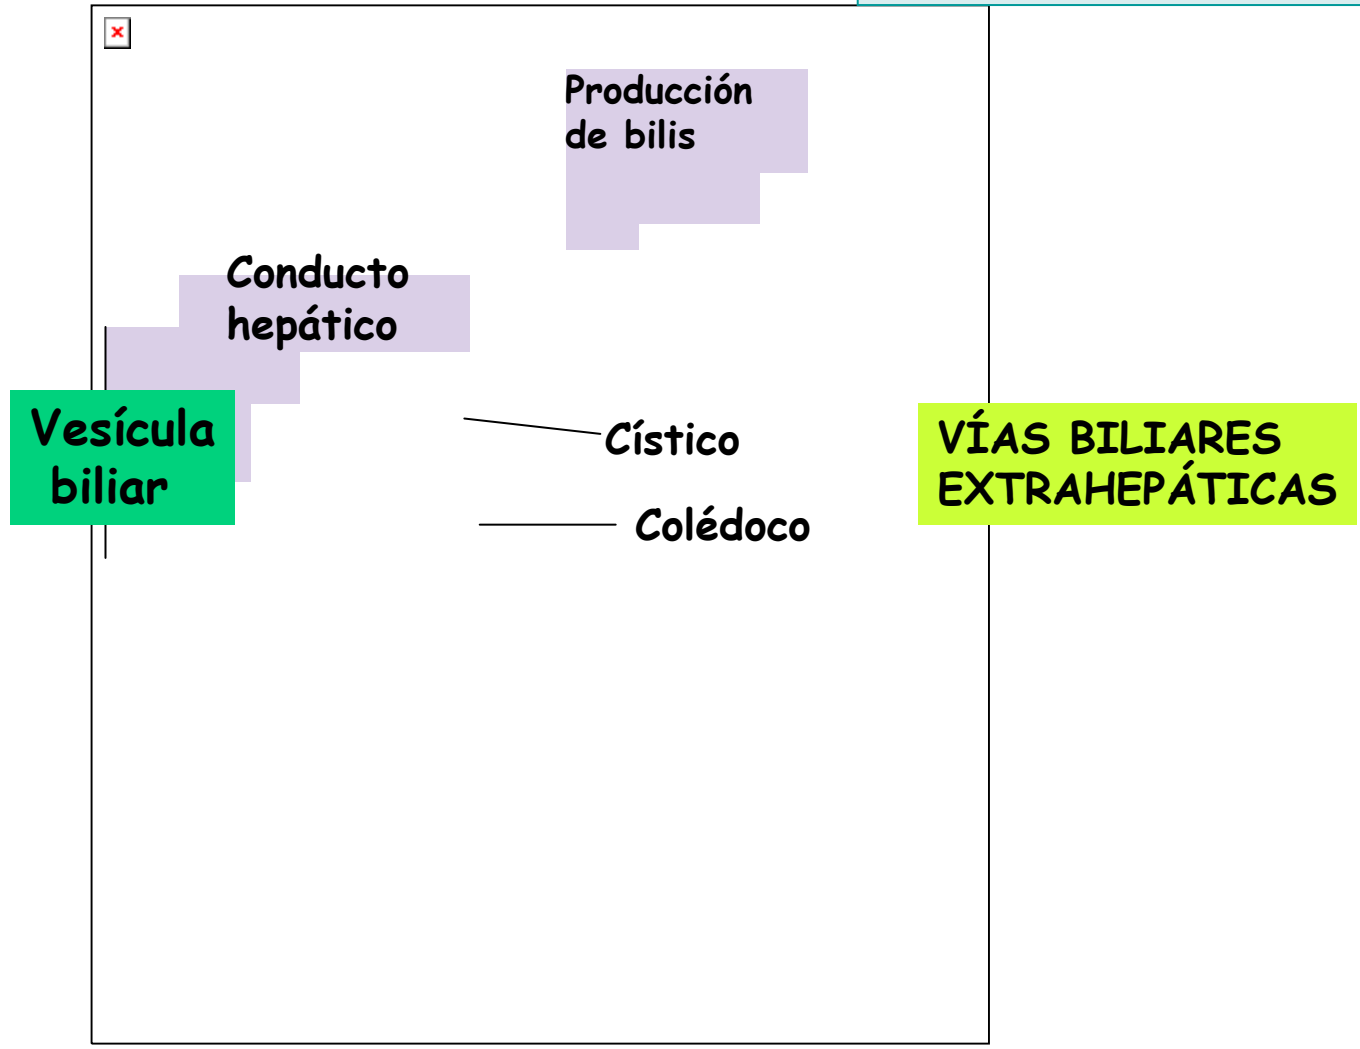 Producción
de bilis
Conducto
hepático
Vesícula
biliar
Cístico
Colédoco
VÍAS BILIARES
EXTRAHEPÁTICAS